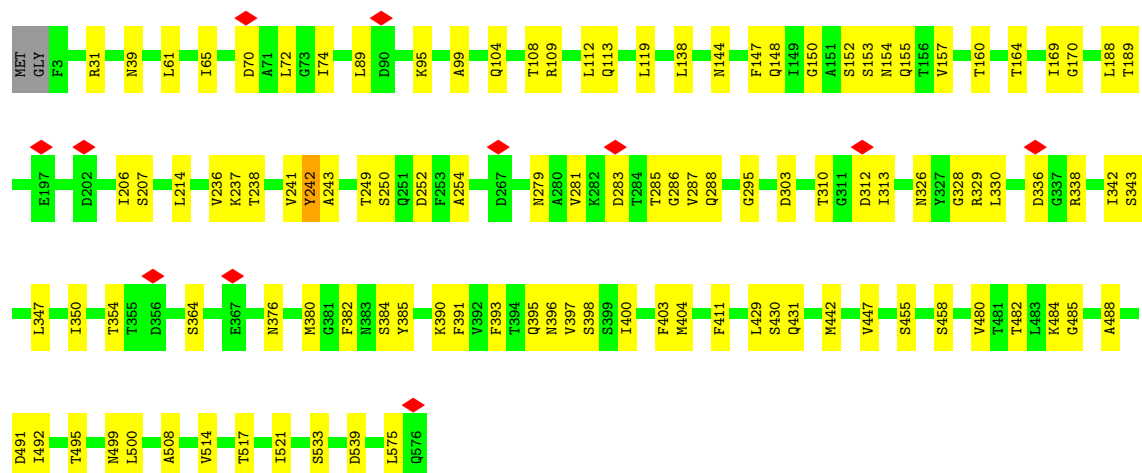 MET GLY F3 R31 N39 L61 I65 D70 A71 L72 G73 I74 L89 D90 K95 A99 Q104 T108 R109 L112 Q113 L119 L138 N144 F147 Q148 I149 G150 A151 S152 S153 N154 Q155 T156 V157 T160 T164 I169 G170 L188 T189
E197 D202 I206 S207 L214 V236 K237 T238 V241 Y242 A243 T249 S250 Q251 D252 F253 A254 D267 N279 A280 V281 K282 D283 T284 T285 G286 V287 Q288 G295 D303 T310 G311 D312 I313 N326 Y327 G328 R329 L330 D336 G337 R338 I342 S343
L347 I350 T354 T355 D356 S364 E367 N376 M380 G381 F382 N383 S384 Y385 K390 F391 V392 F393 T394 Q395 N396 V397 S398 S399 I400 F403 M404 F411 L429 S430 Q431 M442 V447 S455 S458 V480 T481 T482 L483 K484 G485 A488
D491 I492 T495 N499 L500 A508 V514 T517 I521 S533 D539 L575 Q576